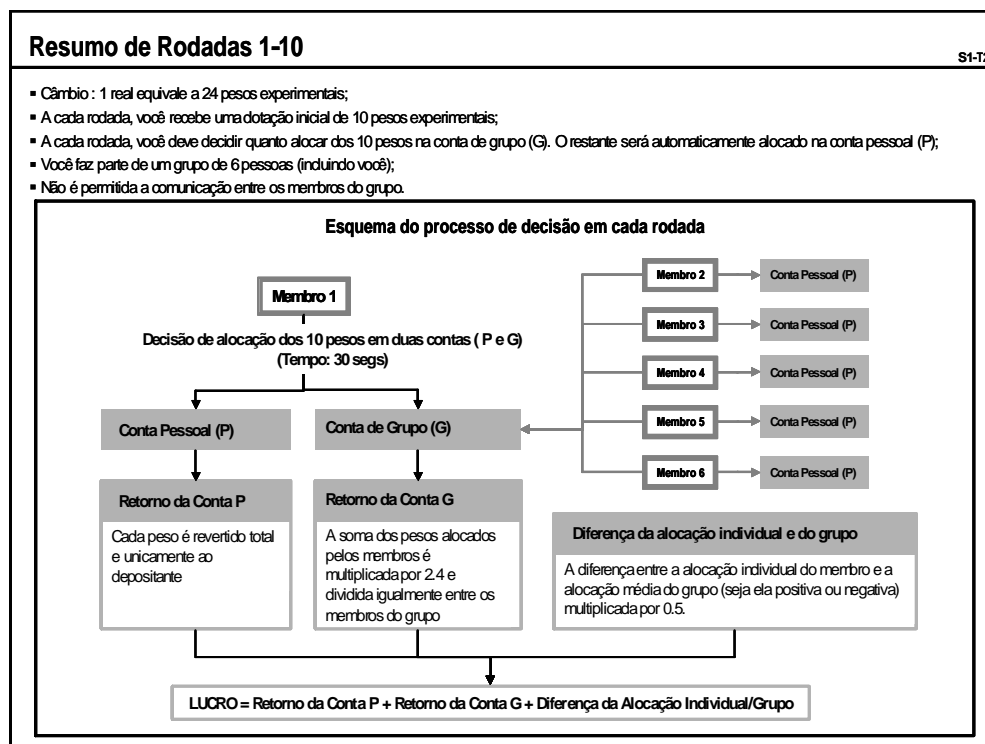 Resumo de Rodadas 1-10
S1-T2
▪ Câmbio : 1 real equivale a 24 pesos experimentais;
▪ A cada rodada, você recebe uma dotação inicial de 10 pesos experimentais;
▪ A cada rodada, você deve decidir quanto alocar dos 10 pesos na conta de grupo (G). O restante será automaticamente alocado na conta pessoal (P);
▪ Você faz parte de um grupo de 6 pessoas (incluindo você);
▪ Não é permitida a comunicação entre os membros do grupo.
Esquema do processo de decisão em cada rodada
Membro 1
Decisão de alocação dos 10 pesos em duas contas ( P e G)
(Tempo: 30 segs)
Membro 2
Conta Pessoal (P)
Membro 3
Conta Pessoal (P)
Membro 4
Conta Pessoal (P)
Membro 5
Conta Pessoal (P)
Membro 6
Conta Pessoal (P)
Conta Pessoal (P)
Conta de Grupo (G)
Retorno da Conta P
Cada peso é revertido total
e unicamente ao
depositante
Retorno da Conta G
A soma dos pesos alocados
pelos membros é
multiplicada por 2.4 e
dividida igualmente entre os
membros do grupo
Diferença da alocação individual e do grupo
A diferença entre a alocação individual do membro e a
alocação média do grupo (seja ela positiva ou negativa)
multiplicada por 0.5.
LUCRO = Retorno da Conta P + Retorno da Conta G + Diferença da Alocação Individual/Grupo